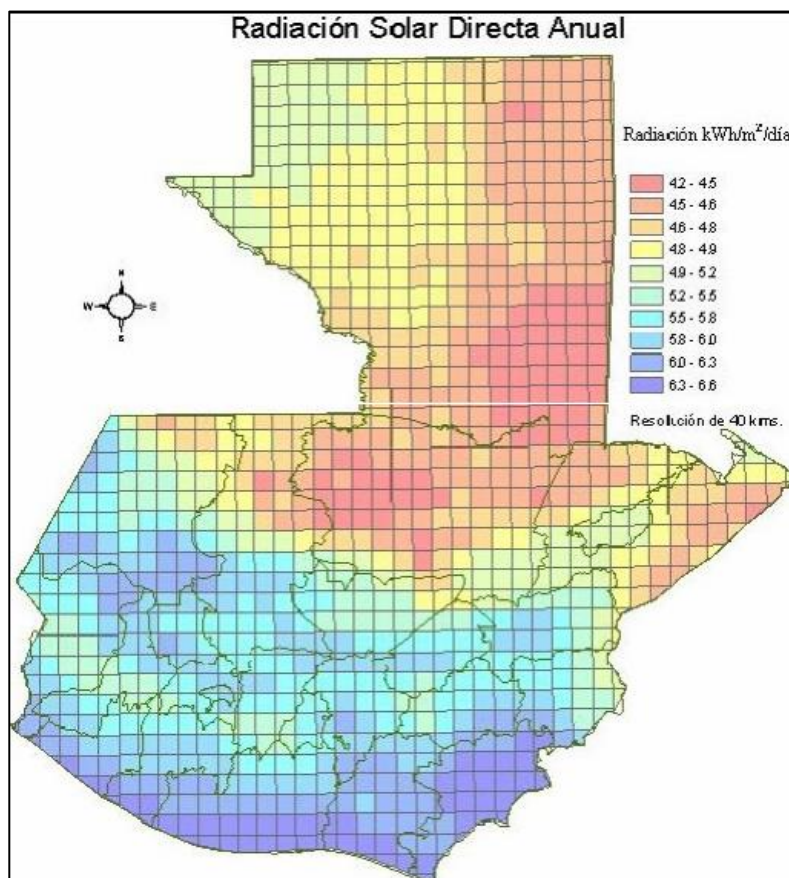 Radiación Solar Directa Anual
Radiación kWh/m²/día
4.2 - 4.5
4.5 - 4.6
4.6 - 4.8
4.8 - 4.9
4.9 - 5.2
5.2 - 5.5
5.5 - 5.8
5.8 - 6.0
6.0 - 6.3
6.3 - 6.6
Resolución de 40 kms.
N
W
E
S